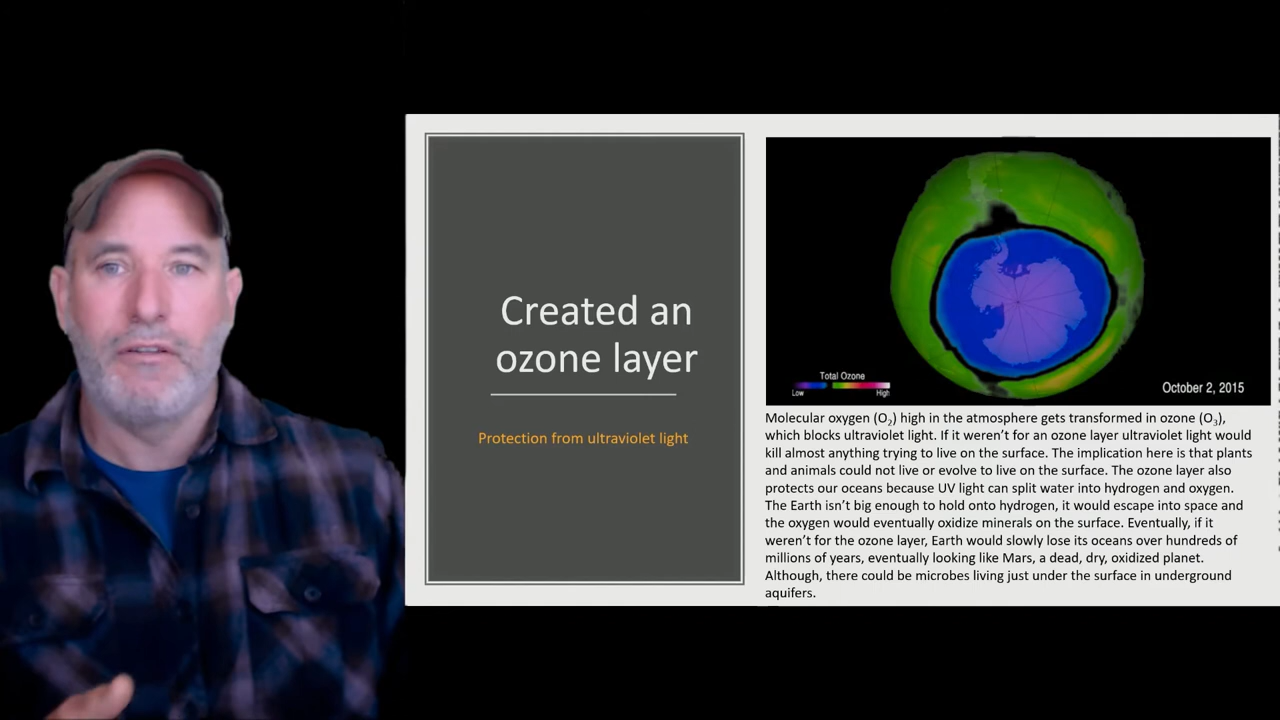 Created an
ozone layer
Protection from ultraviolet light
Total Ozone
Low
High
October 2, 2015
Molecular oxygen (O₂) high in the atmosphere gets transformed in ozone (O₃),
which blocks ultraviolet light. If it weren’t for an ozone layer ultraviolet light would
kill almost anything trying to live on the surface. The implication here is that plants
and animals could not live or evolve to live on the surface. The ozone layer also
protects our oceans because UV light can split water into hydrogen and oxygen.
The Earth isn’t big enough to hold onto hydrogen, it would escape into space and
the oxygen would eventually oxidize minerals on the surface. Eventually, if it
weren’t for the ozone layer, Earth would slowly lose its oceans over hundreds of
millions of years, eventually looking like Mars, a dead, dry, oxidized planet.
Although, there could be microbes living just under the surface in underground
aquifers.